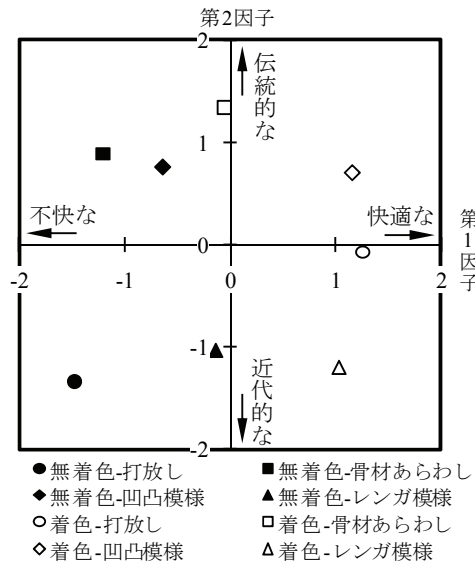 第2因子
2
伝統的な
1
不快な
快適な
第1因子
0
-2
-1
0
1
2
-1
近代的な
-2
●無着色-打放し
■無着色-骨材あらわし
◆無着色-凹凸模様
▲無着色-レンガ模様
○着色-打放し
□着色-骨材あらわし
◇着色-凹凸模様
△着色-レンガ模様